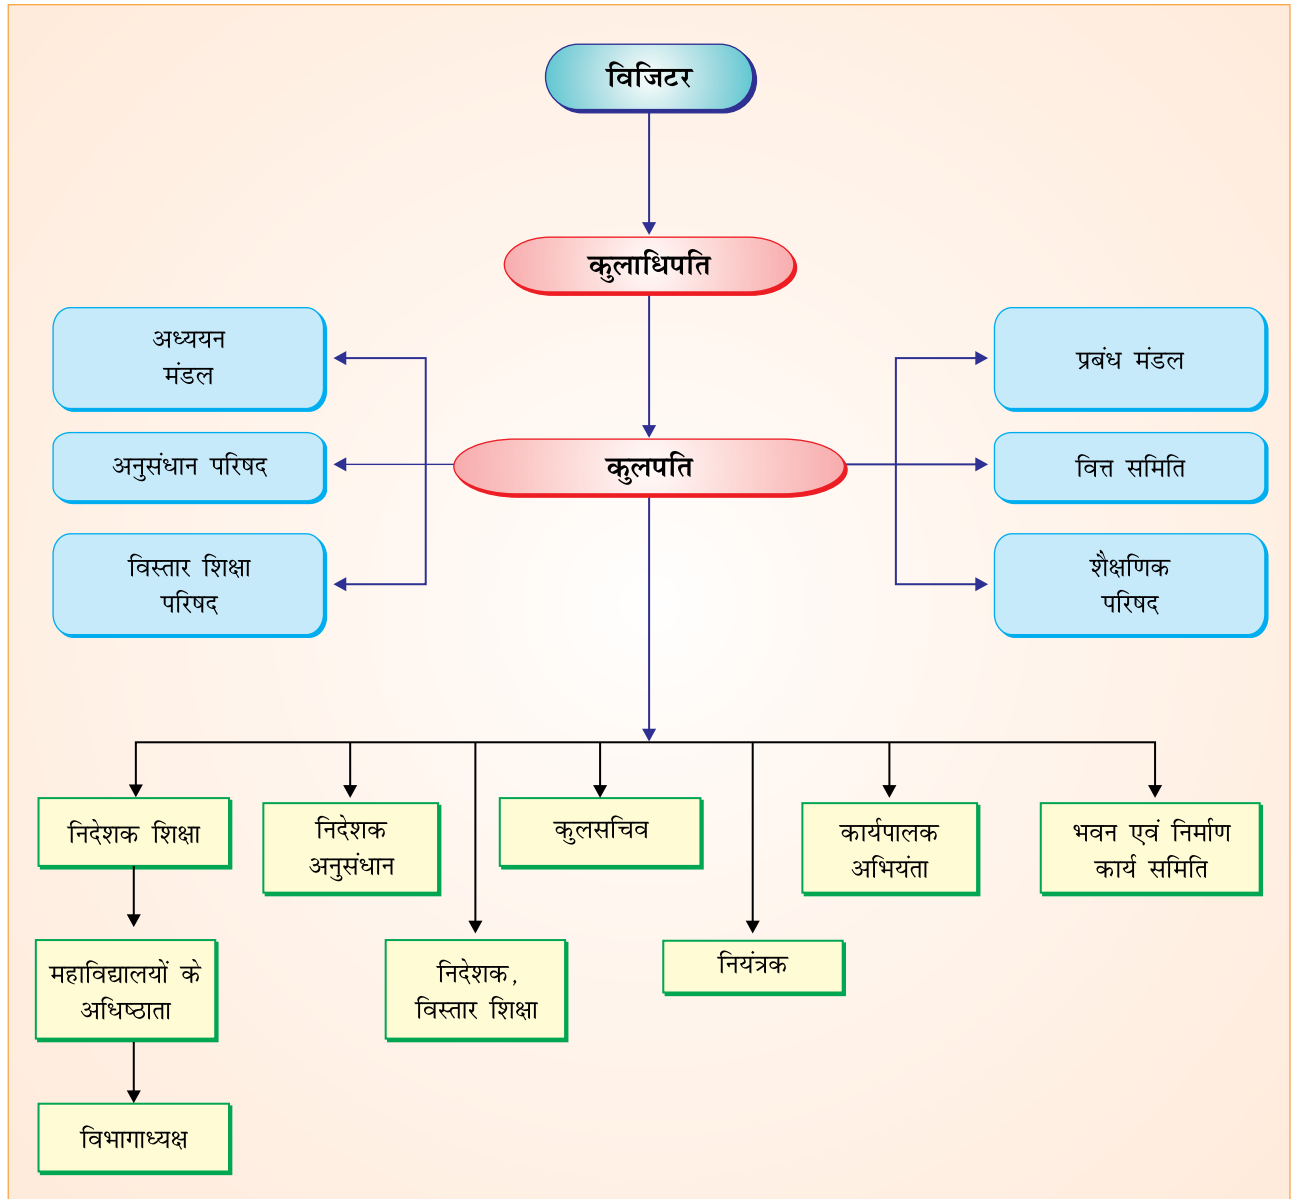 विजिटर
कुलाधिपति
अध्ययन
मंडल
प्रबंध मंडल
अनुसंधान परिषद
कुलपति
वित्त समिति
विस्तार शिक्षा
परिषद
शैक्षणिक
परिषद
निदेशक शिक्षा
निदेशक
अनुसंधान
कुलसचिव
कार्यपालक
अभियंता
भवन एवं निर्माण
कार्य समिति
महाविद्यालयों के
अधिष्ठाता
निदेशक,
विस्तार शिक्षा
नियंत्रक
विभागाध्यक्ष